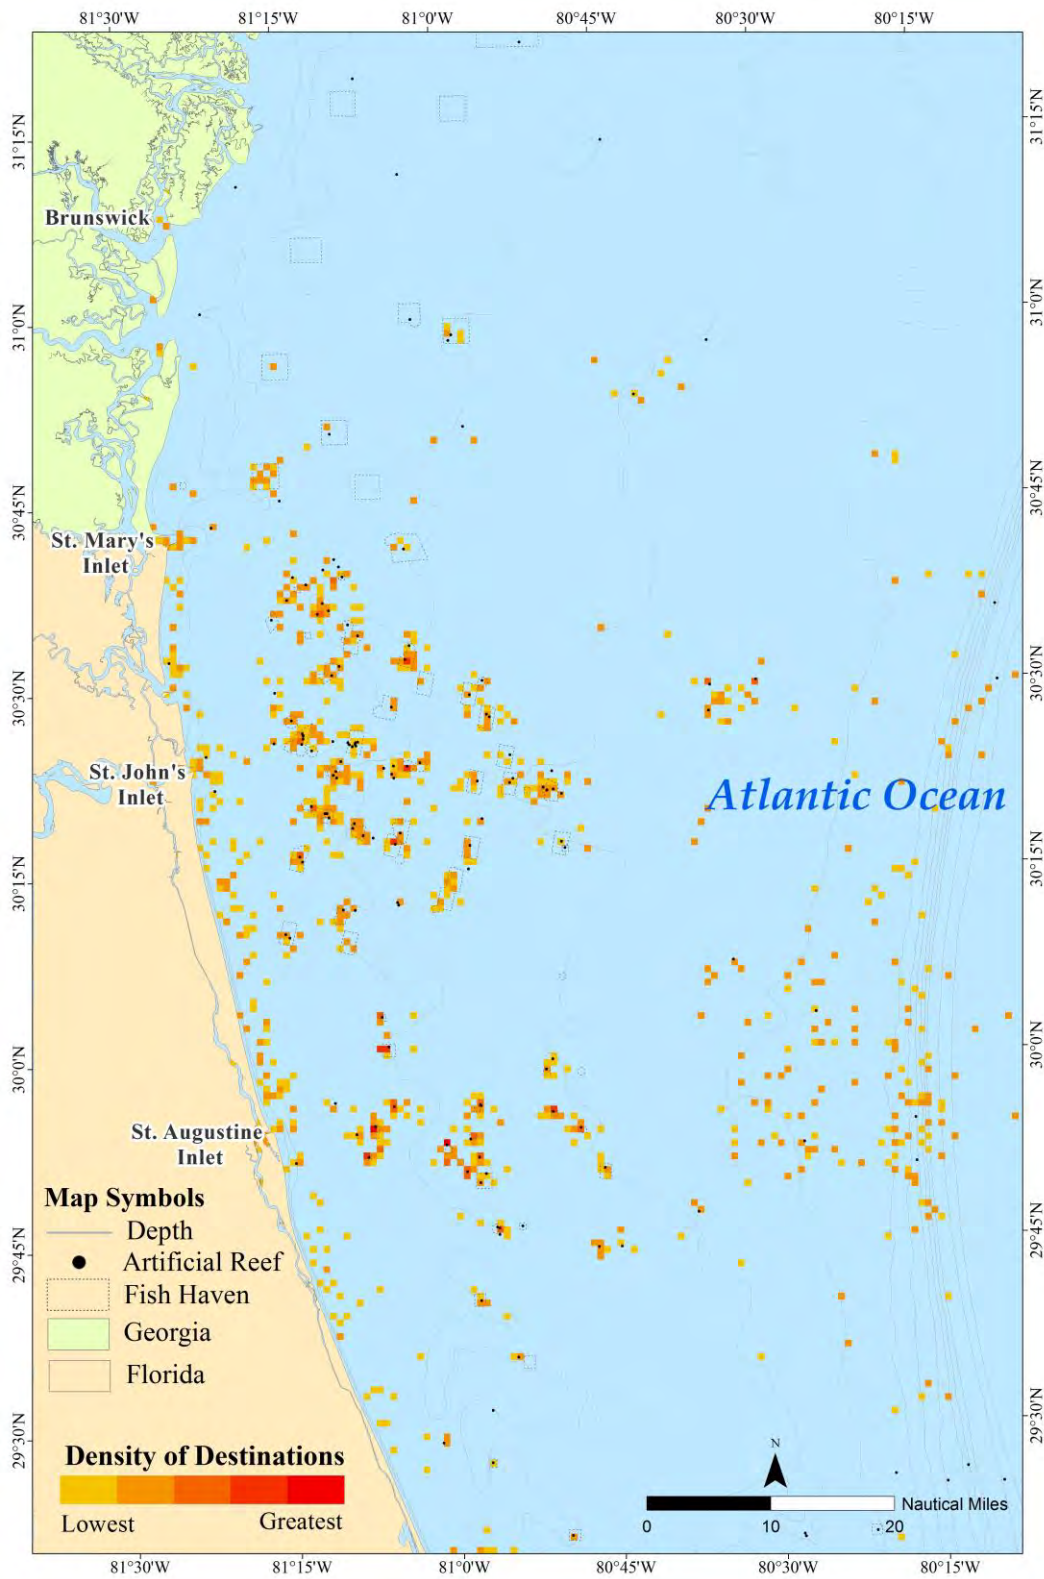 81°30'W 81°15'W 81°0'W 80°45'W 80°30'W 80°15'W
31°15'N 31°15'N
Brunswick
31°0'N 31°0'N
30°45'N 30°45'N
St. Mary's
Inlet
30°30'N 30°30'N
St. John's
Inlet
Atlantic Ocean
30°15'N 30°15'N
30°0'N 30°0'N
St. Augustine
Inlet
Map Symbols
Depth
Artificial Reef
Fish Haven
Georgia
Florida
29°45'N 29°45'N
29°30'N 29°30'N
Density of Destinations
Lowest Greatest
N
Nautical Miles
0 10 20
81°30'W 81°15'W 81°0'W 80°45'W 80°30'W 80°15'W